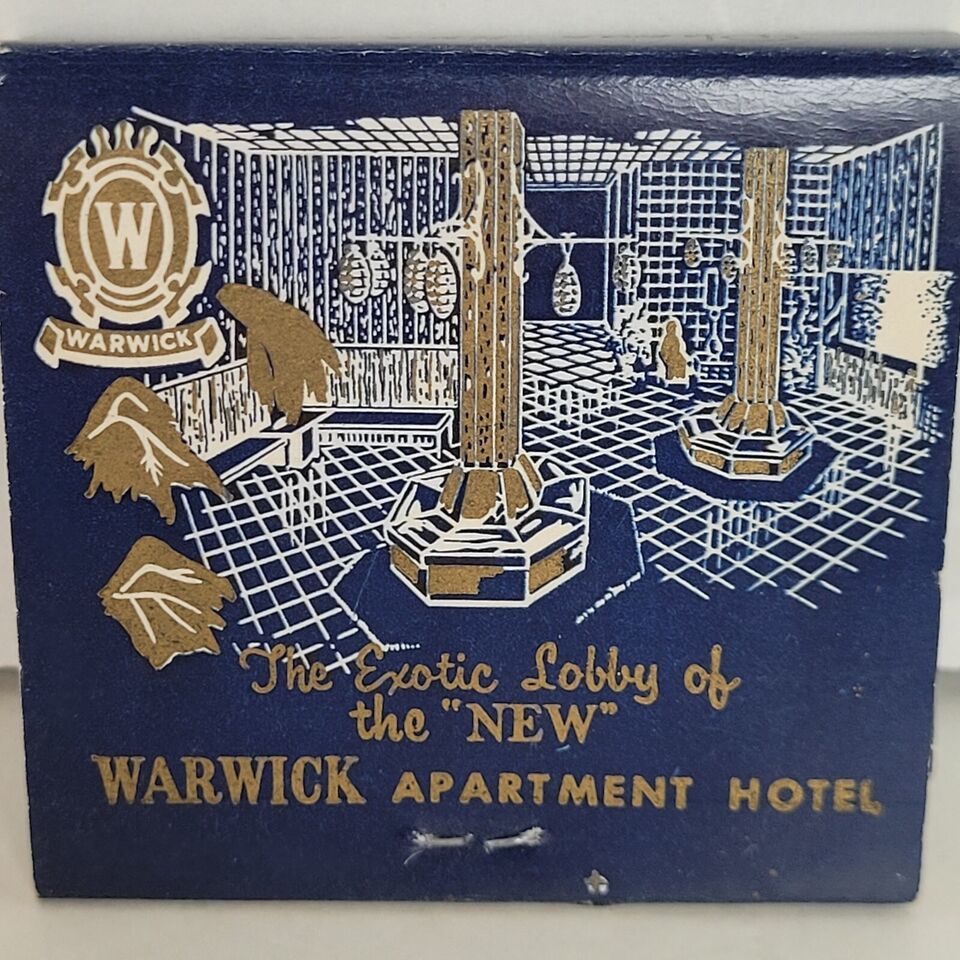 W
WARWICK
The Exotic Lobby of
the "NEW"
WARWICK APARTMENT HOTEL